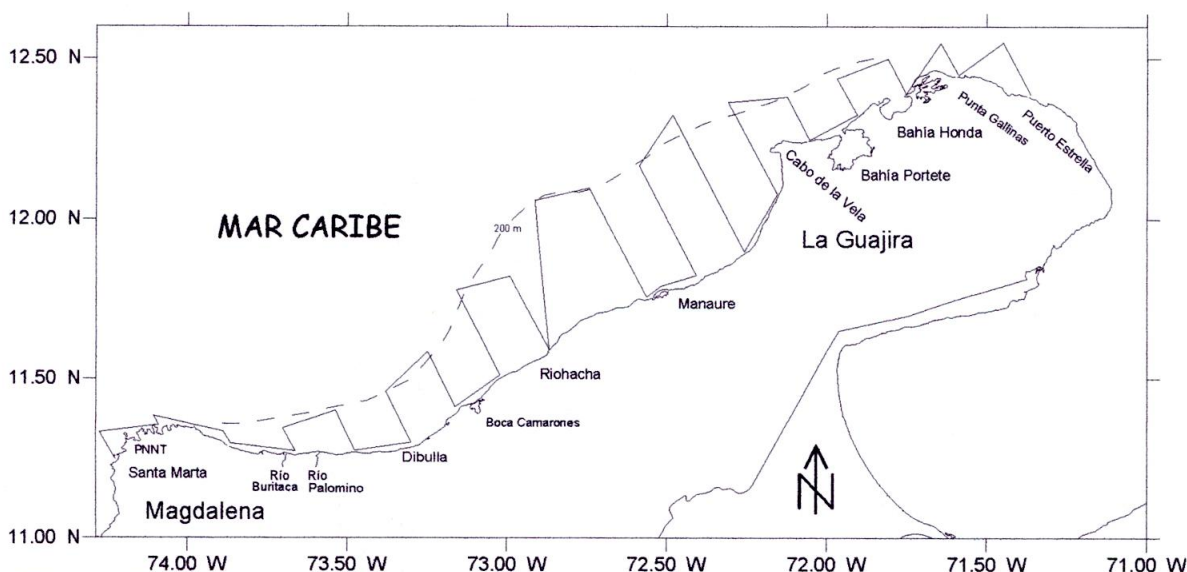 12.50 N
12.00 N
11.50 N
11.00 N
MAR CARIBE
200 m
Punta Gallinas
Puerto Estrella
Bahía Honda
Bahía Portete
Cabo de la Vela
La Guajira
Manaure
Riohacha
Boca Camarones
Dibulla
PNNT
Santa Marta
Río
Buritaca
Río
Palomino
Magdalena
N
74.00 W
73.50 W
73.00 W
72.50 W
72.00 W
71.50 W
71.00 W